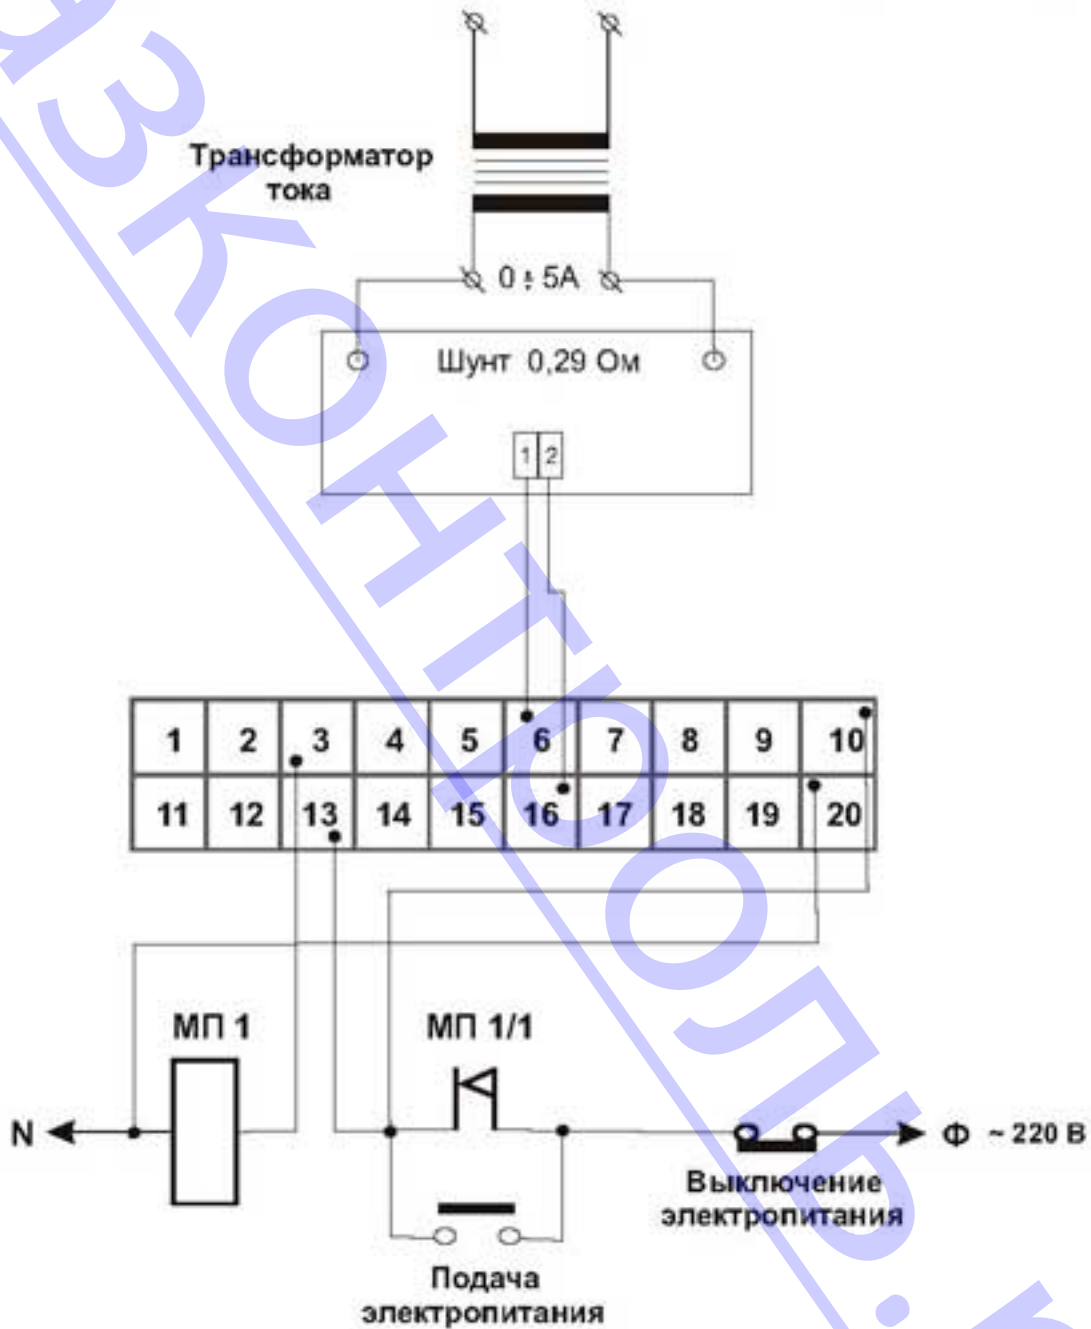 Трансформатор
тока
0 ÷ 5А
Шунт 0,29 Ом
1 2
1 2 3 4 5 6 7 8 9 10
11 12 13 14 15 16 17 18 19 20
МП 1
МП 1/1
N
Ф ~ 220 В
Выключение
электропитания
Подача
электропитания